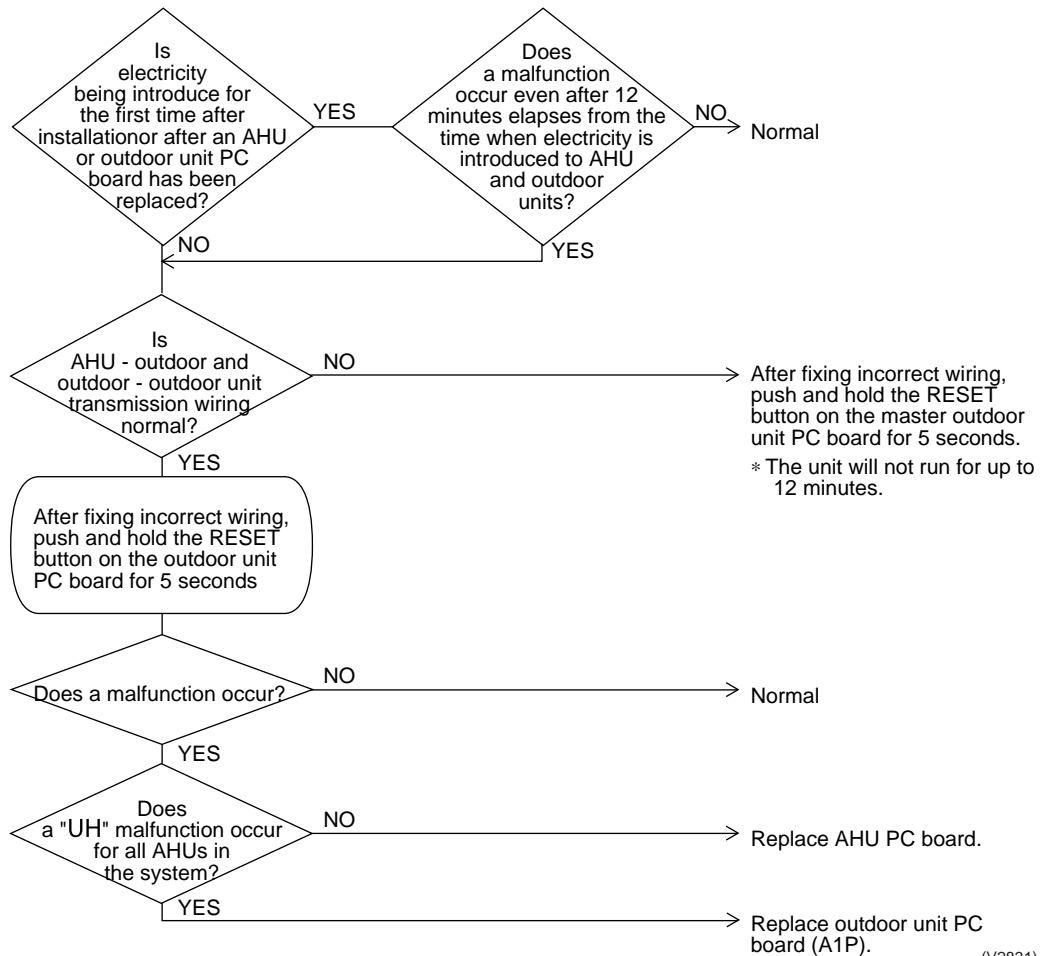 Is
electricity
being introduce for
the first time after
installationor after an AHU
or outdoor unit PC
board has been
replaced?
YES
Does
a malfunction
occur even after 12
minutes elapses from the
time when electricity is
introduced to AHU
and outdoor
units?
NO
Normal
NO
YES
Is
AHU - outdoor and
outdoor - outdoor unit
transmission wiring
normal?
NO
After fixing incorrect wiring,
push and hold the RESET
button on the master outdoor
unit PC board for 5 seconds.
* The unit will not run for up to
12 minutes.
YES
After fixing incorrect wiring,
push and hold the RESET
button on the outdoor unit
PC board for 5 seconds
Does a malfunction occur?
NO
Normal
YES
Does
a "UH" malfunction occur
for all AHUs in
the system?
NO
Replace AHU PC board.
YES
Replace outdoor unit PC
board (A1P).